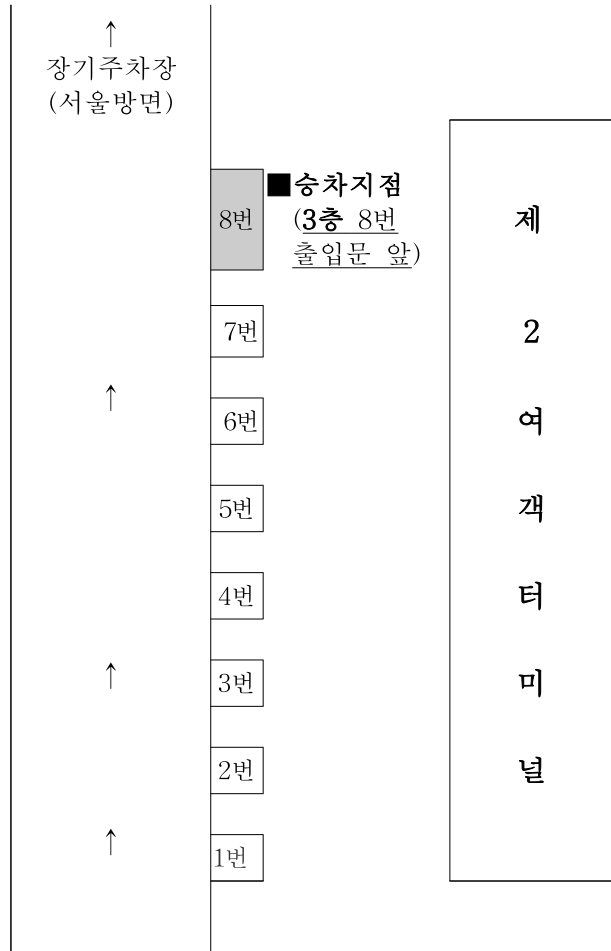 ↑
장기주차장
(서울방면)
■승차지점
(3층 8번
출입문 앞)
8번
7번
↑
6번
5번
4번
↑
3번
2번
↑
1번
제
2
여
객
터
미
널